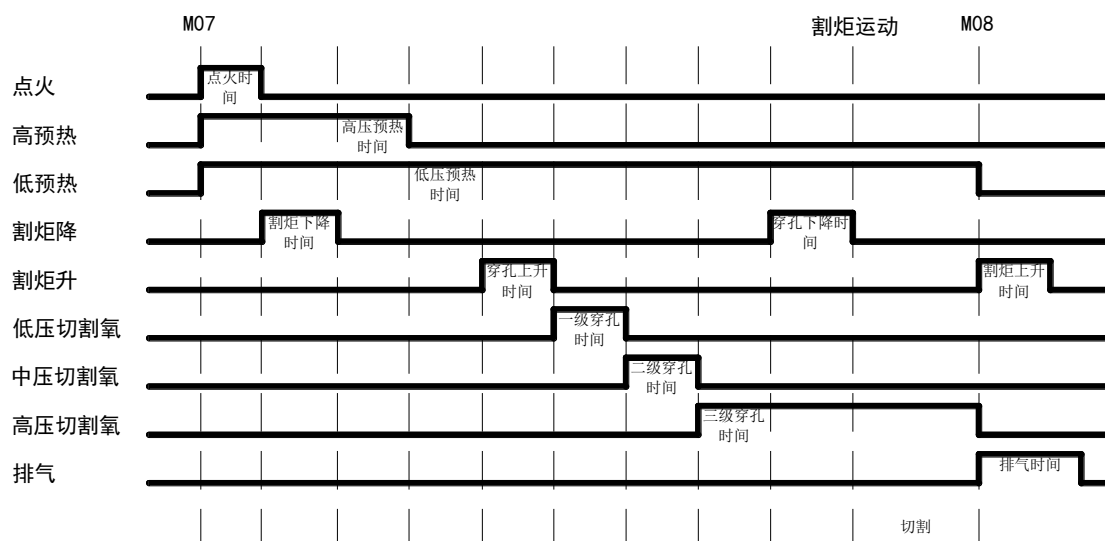 M07
割炬运动
M08
点火
点火时
间
高预热
高压预热
时间
低预热
低压预热
时间
割炬降
割炬下降
时间
穿孔下降时
间
割炬升
穿孔上升
时间
割炬上升
时间
低压切割氧
一级穿孔
时间
中压切割氧
二级穿孔
时间
高压切割氧
三级穿孔
时间
排气
排气时间
切割